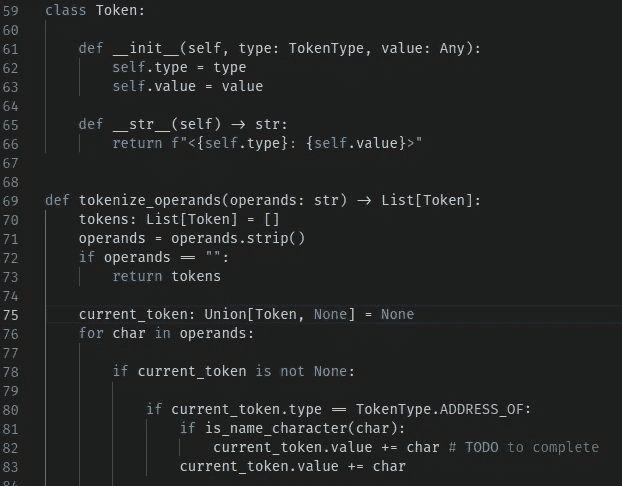 59 class Token:
60
61     def __init__(self, type: TokenType, value: Any):
62         self.type = type
63         self.value = value
64
65     def __str__(self) -> str:
66         return f"<{self.type}: {self.value}>"
67
68
69 def tokenize_operands(operands: str) -> List[Token]:
70     tokens: List[Token] = []
71     operands = operands.strip()
72     if operands == "":
73         return tokens
74
75     current_token: Union[Token, None] = None
76     for char in operands:
77
78         if current_token is not None:
79
80             if current_token.type == TokenType.ADDRESS_OF:
81                 if is_name_character(char):
82                     current_token.value += char # TODO to complete
83                 current_token.value += char
84